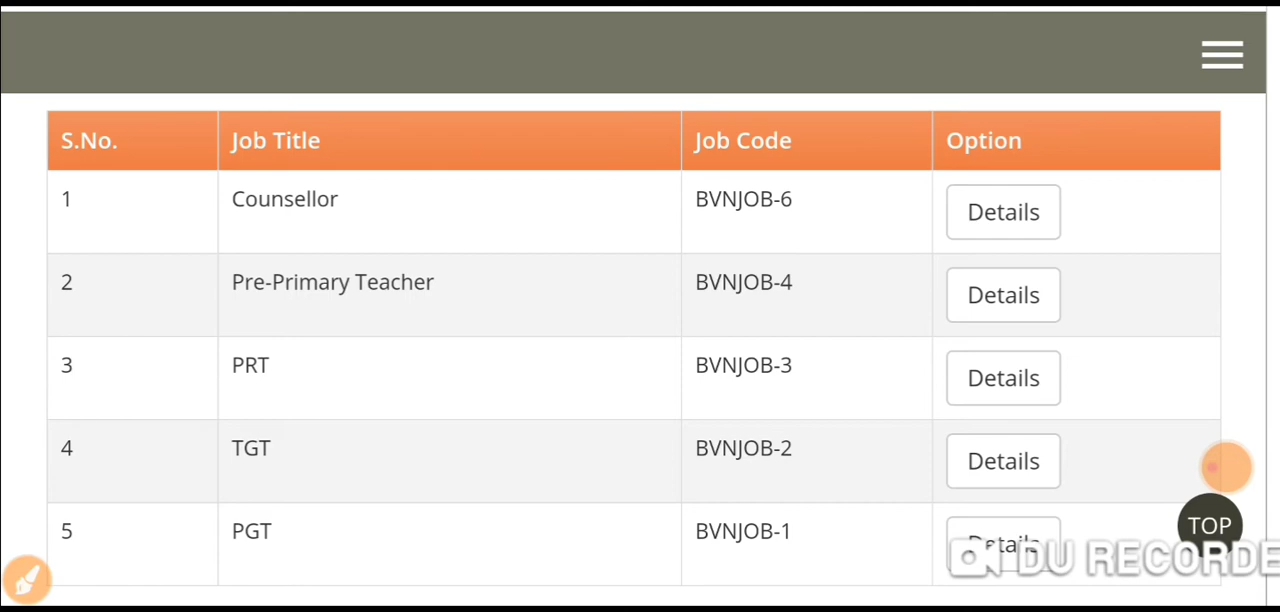 S.No. Job Title Job Code Option
1 Counsellor BVNJOB-6 Details
2 Pre-Primary Teacher BVNJOB-4 Details
3 PRT BVNJOB-3 Details
4 TGT BVNJOB-2 Details
TOP
5 PGT BVNJOB-1 Details
DU RECORDE